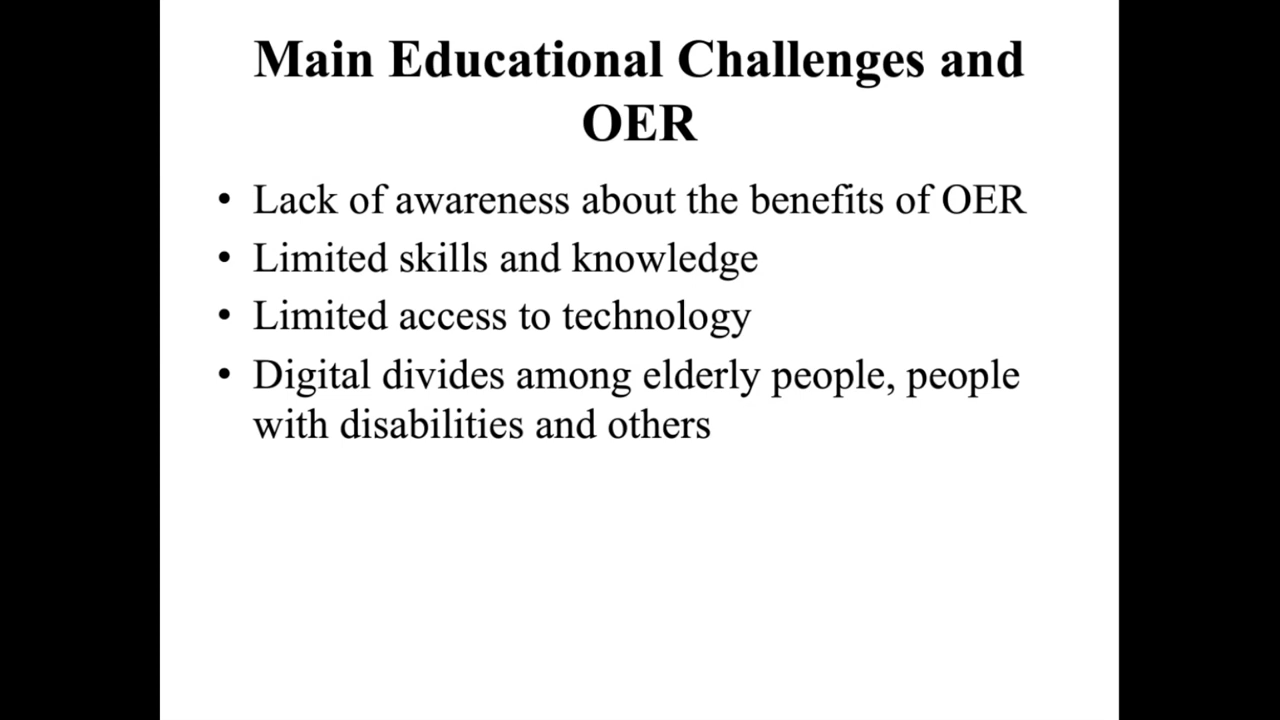 Main Educational Challenges and
OER
• Lack of awareness about the benefits of OER
• Limited skills and knowledge
• Limited access to technology
• Digital divides among elderly people, people
with disabilities and others